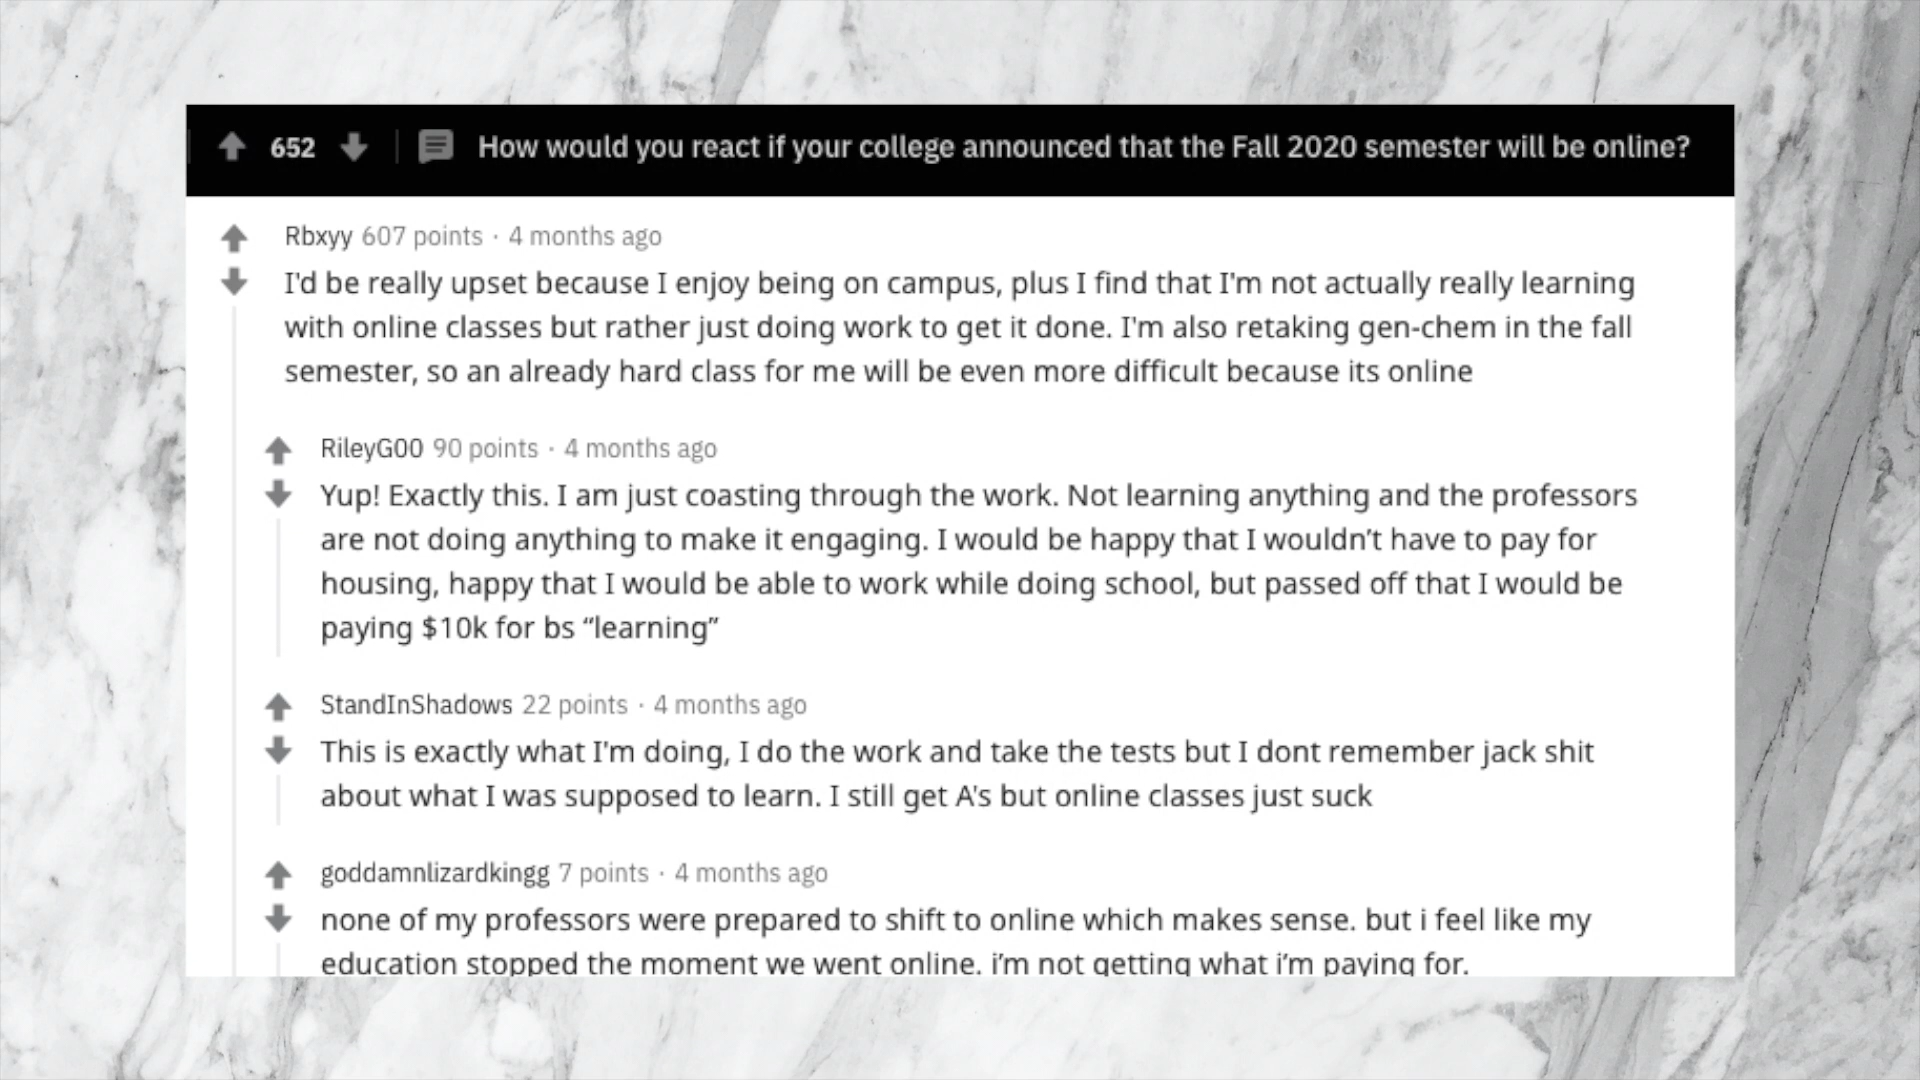 652 How would you react if your college announced that the Fall 2020 semester will be online?
Rbxyy 607 points · 4 months ago
I'd be really upset because I enjoy being on campus, plus I find that I'm not actually really learning
with online classes but rather just doing work to get it done. I'm also retaking gen-chem in the fall
semester, so an already hard class for me will be even more difficult because its online
RileyG00 90 points · 4 months ago
Yup! Exactly this. I am just coasting through the work. Not learning anything and the professors
are not doing anything to make it engaging. I would be happy that I wouldn’t have to pay for
housing, happy that I would be able to work while doing school, but passed off that I would be
paying $10k for bs “learning”
StandInShadows 22 points · 4 months ago
This is exactly what I'm doing, I do the work and take the tests but I dont remember jack shit
about what I was supposed to learn. I still get A's but online classes just suck
goddamnlizardkingg 7 points · 4 months ago
none of my professors were prepared to shift to online which makes sense. but i feel like my
education stopped the moment we went online. i’m not getting what i’m paying for.